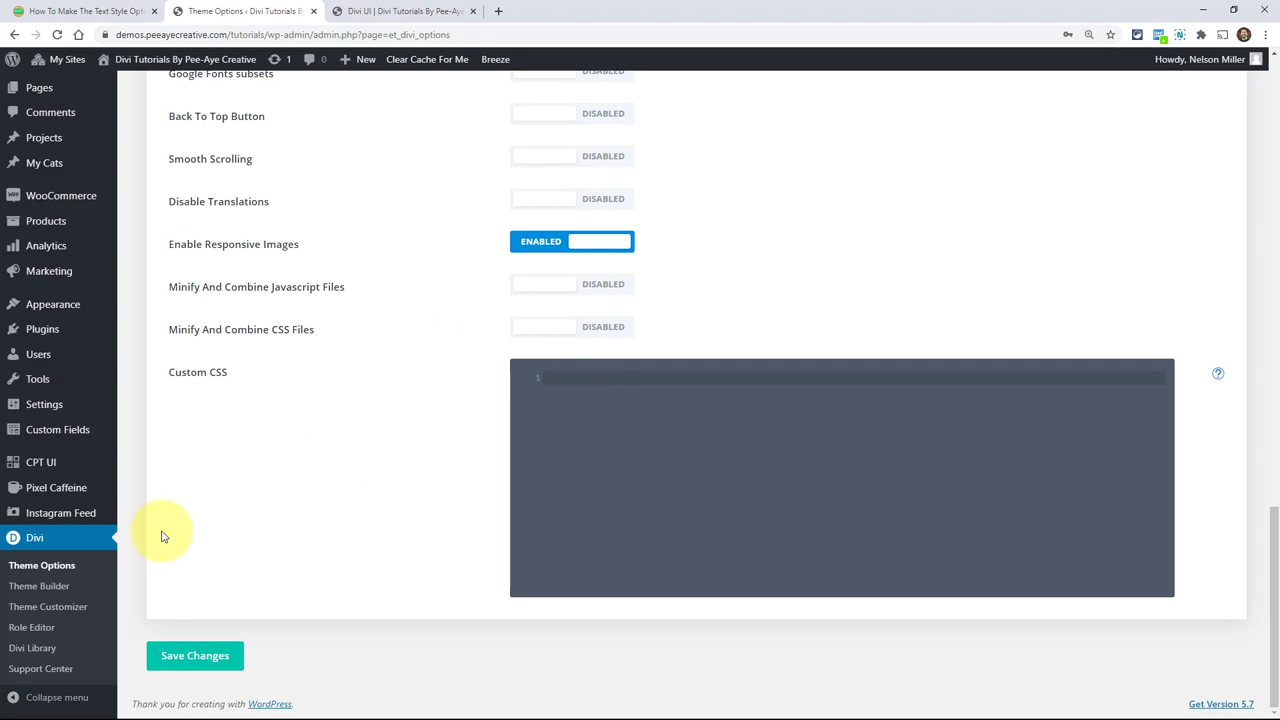 How To Make The Text Style Opti
Theme Options ‹ Divi Tutorials B
Divi UI | Divi Tutorials By Pee-Aye
demos.peeayecreative.com/tutorials/wp-admin/admin.php?page=et_divi_options
My Sites
Divi Tutorials By Pee-Aye Creative
1
0
New
Clear Cache For Me
Breeze
Howdy, Nelson Miller
Pages
Comments
Projects
My Cats
WooCommerce
Products
Analytics
Marketing
Appearance
Plugins
Users
Tools
Settings
Custom Fields
CPT UI
Pixel Caffeine
Instagram Feed
Divi
Theme Options
Theme Builder
Theme Customizer
Role Editor
Divi Library
Support Center
Collapse menu
Google Fonts subsets
DISABLED
Back To Top Button
DISABLED
Smooth Scrolling
DISABLED
Disable Translations
DISABLED
Enable Responsive Images
ENABLED
Minify And Combine Javascript Files
DISABLED
Minify And Combine CSS Files
DISABLED
Custom CSS
1
Save Changes
Thank you for creating with WordPress.
Get Version 5.7